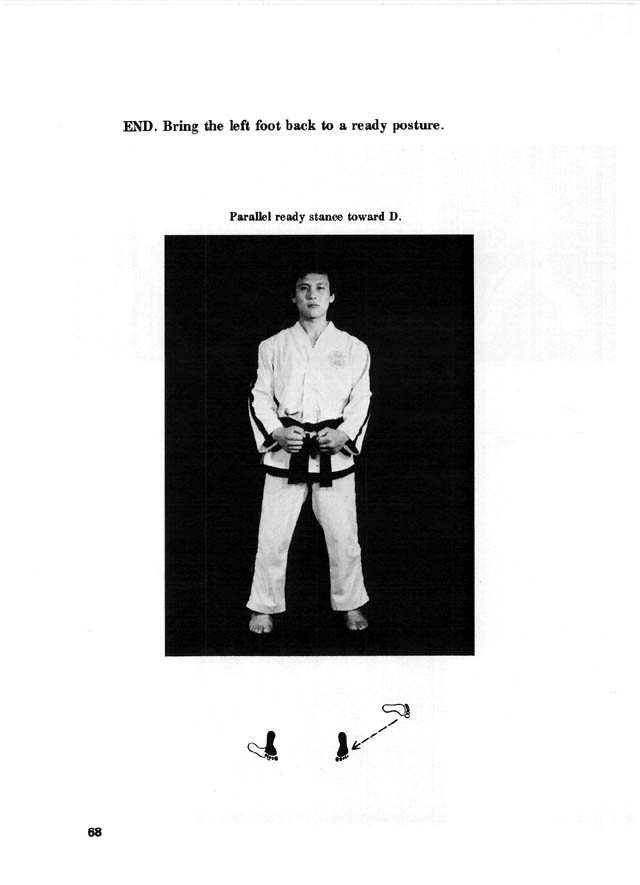 END. Bring the left foot back to a ready posture.
Parallel ready stance toward D.
68